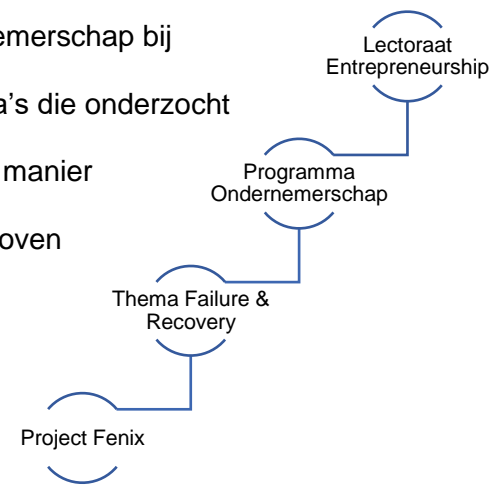 emerschap bij
a's die onderzocht
manier
oven
Lectoraat
Entrepreneurship
Programma
Ondernemerschap
Thema Failure &
Recovery
Project Fenix